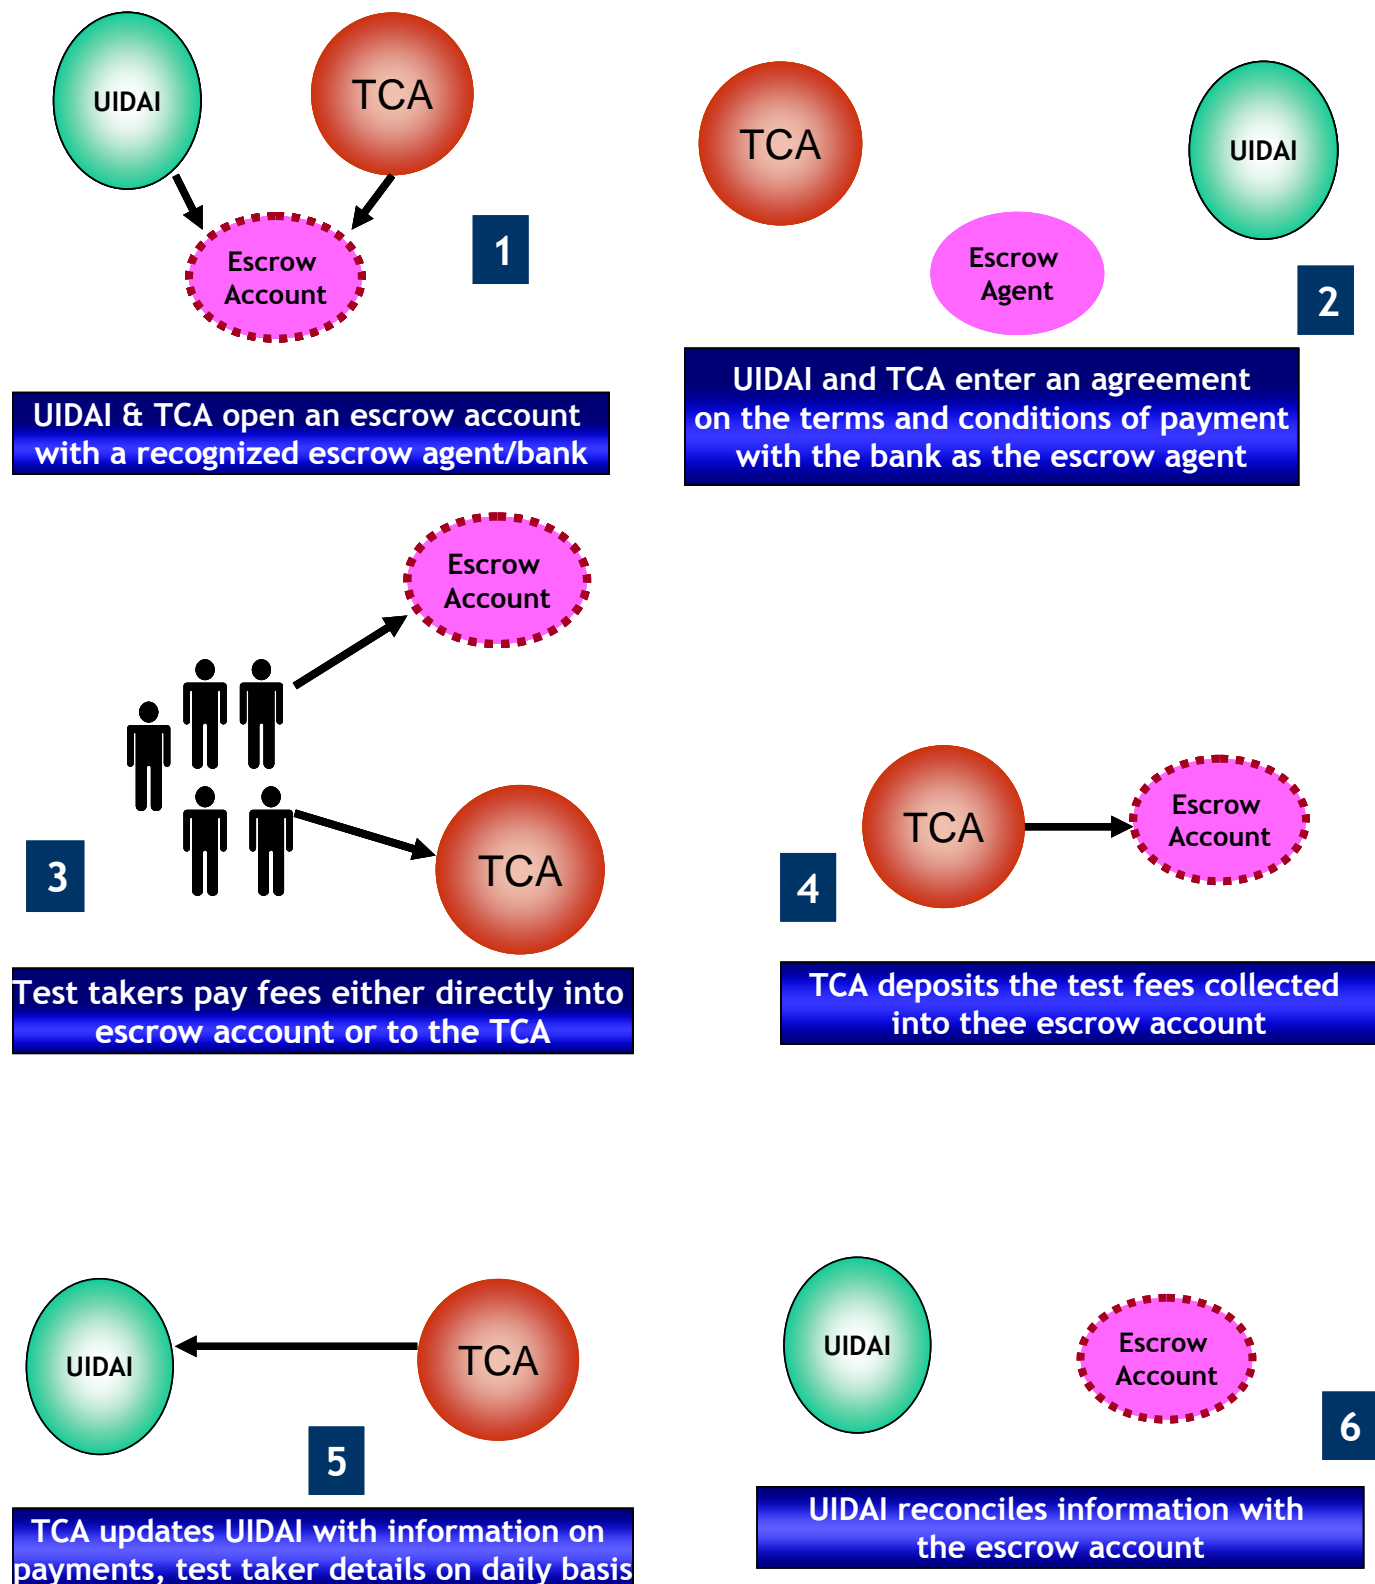 UIDAI
TCA
Escrow
Account
1
UIDAI & TCA open an escrow account
with a recognized escrow agent/bank
TCA
UIDAI
Escrow
Agent
2
UIDAI and TCA enter an agreement
on the terms and conditions of payment
with the bank as the escrow agent
Escrow
Account
TCA
3
Test takers pay fees either directly into
escrow account or to the TCA
TCA
Escrow
Account
4
TCA deposits the test fees collected
into thee escrow account
UIDAI
TCA
5
TCA updates UIDAI with information on
payments, test taker details on daily basis
UIDAI
Escrow
Account
6
UIDAI reconciles information with
the escrow account